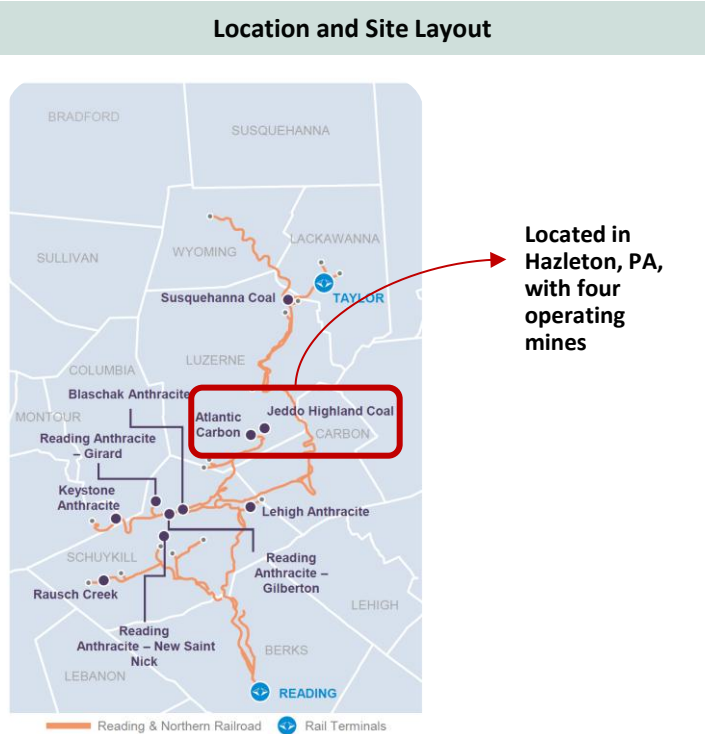 Location and Site Layout
BRADFORD
SUSQUEHANNA
SULLIVAN
WYOMING
LACKAWANNA
Susquehanna Coal
TAYLOR
Located in
Hazleton, PA,
with four
operating
mines
COLUMBIA
LUZERNE
Blaschak Anthracite
MONTOUR
Atlantic
Carbon
Jeddo Highland Coal
CARBON
Reading Anthracite
– Girard
Keystone
Anthracite
Lehigh Anthracite
SCHUYKILL
Reading
Anthracite –
Gilberton
Rausch Creek
LEHIGH
Reading
Anthracite – New Saint
Nick
BERKS
LEBANON
READING
Reading & Northern Railroad
Rail Terminals